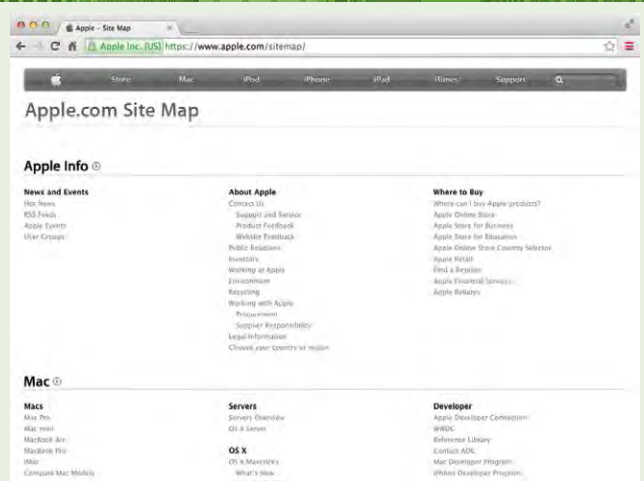 Apple – Site Map
Apple Inc. [US] https://www.apple.com/sitemap/
Store Mac iPod iPhone iPad iTunes Support
Apple.com Site Map
Apple Info
News and Events
Hot News
RSS Feeds
Apple Events
User Groups
About Apple
Contact Us
Support and Service
Product Feedback
Website Feedback
Public Relations
Investors
Working at Apple
Environment
Recycling
Working with Apple
Procurement
Supplier Responsibility
Legal Information
Choose your country or region
Where to Buy
Where can I buy Apple products?
Apple Online Store
Apple Store for Business
Apple Store for Education
Apple Online Store Country Selector
Apple Retail
Find a Reseller
Apple Financial Services
Apple Rebates
Mac
Macs
Mac Pro
Mac mini
MacBook Air
MacBook Pro
iMac
Compare Mac Models
Servers
Servers Overview
OS X Server
OS X
OS X Mavericks
What's New
Developer
Apple Developer Connection
WWDC
Reference Library
Contact ADC
Mac Developer Program
iPhone Developer Program